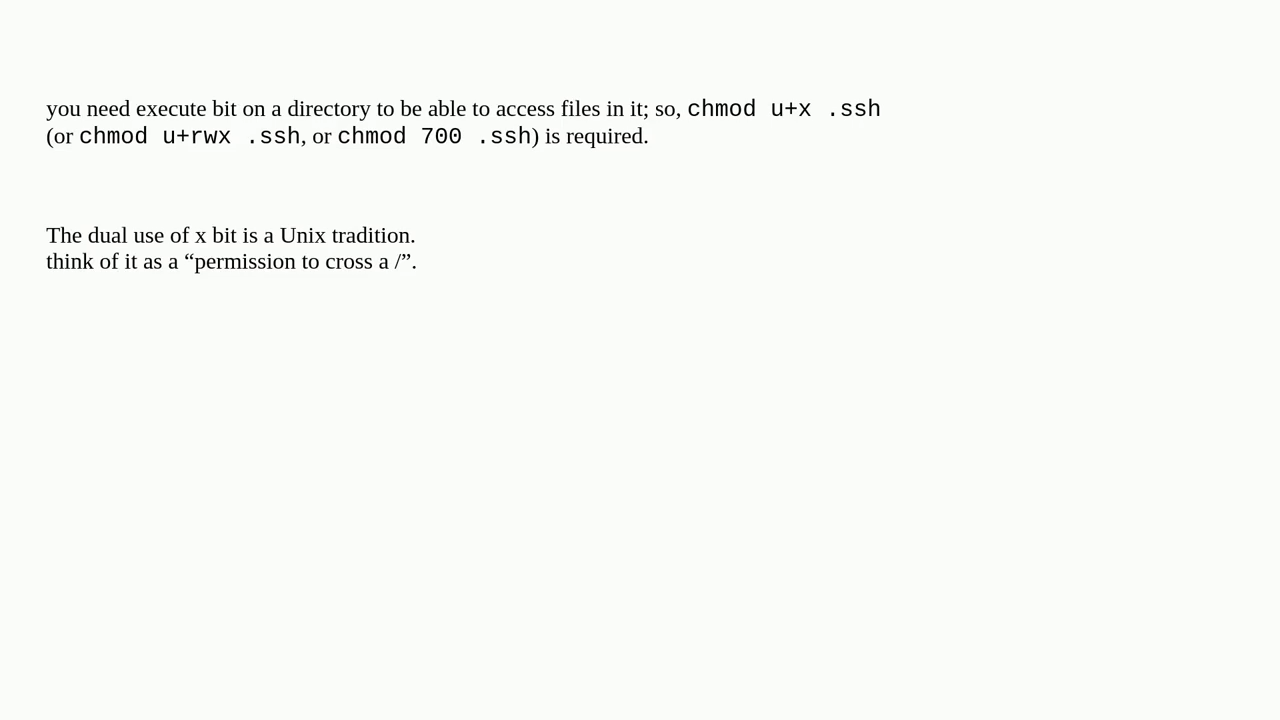 you need execute bit on a directory to be able to access files in it; so, chmod u+x .ssh
(or chmod u+rwx .ssh, or chmod 700 .ssh) is required.
The dual use of x bit is a Unix tradition.
think of it as a “permission to cross a /”.